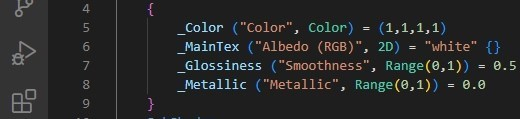 4 {
5 _Color ("Color", Color) = (1,1,1,1)
6 _MainTex ("Albedo (RGB)", 2D) = "white" {}
7 _Glossiness ("Smoothness", Range(0,1)) = 0.5
8 _Metallic ("Metallic", Range(0,1)) = 0.0
9 }